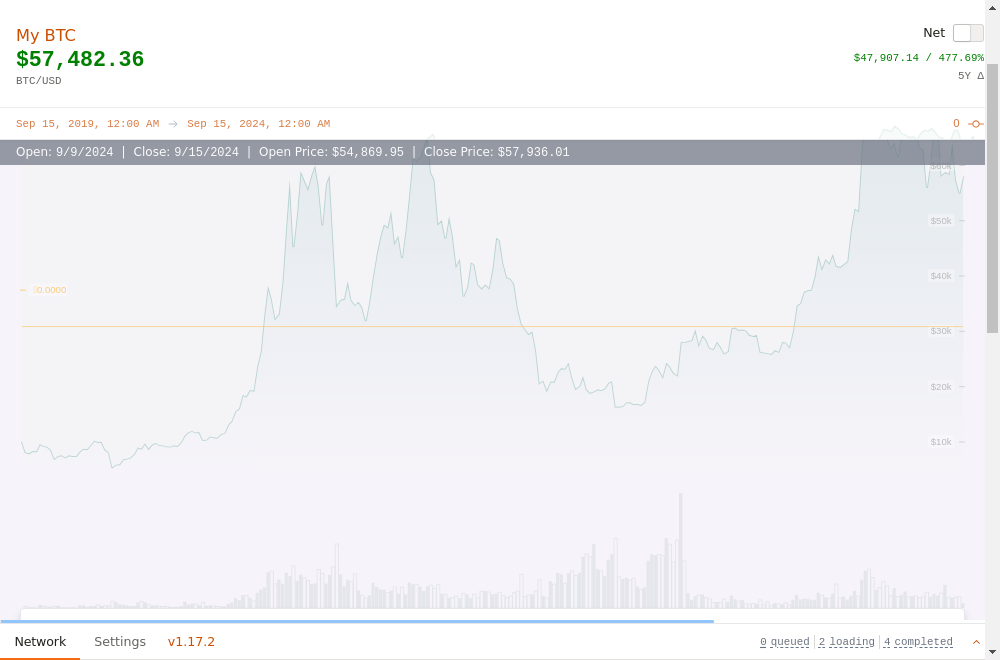 My BTC
Net
$57,482.36
$47,907.14 / 477.69%
BTC/USD
5Y Δ
Sep 15, 2019, 12:00 AM → Sep 15, 2024, 12:00 AM
0
Open: 9/9/2024 | Close: 9/15/2024 | Open Price: $54,869.95 | Close Price: $57,936.01
$60k
$50k
$40k
0.0000
$30k
$20k
$10k
Network
Settings
v1.17.2
0 queued
2 loading
4 completed